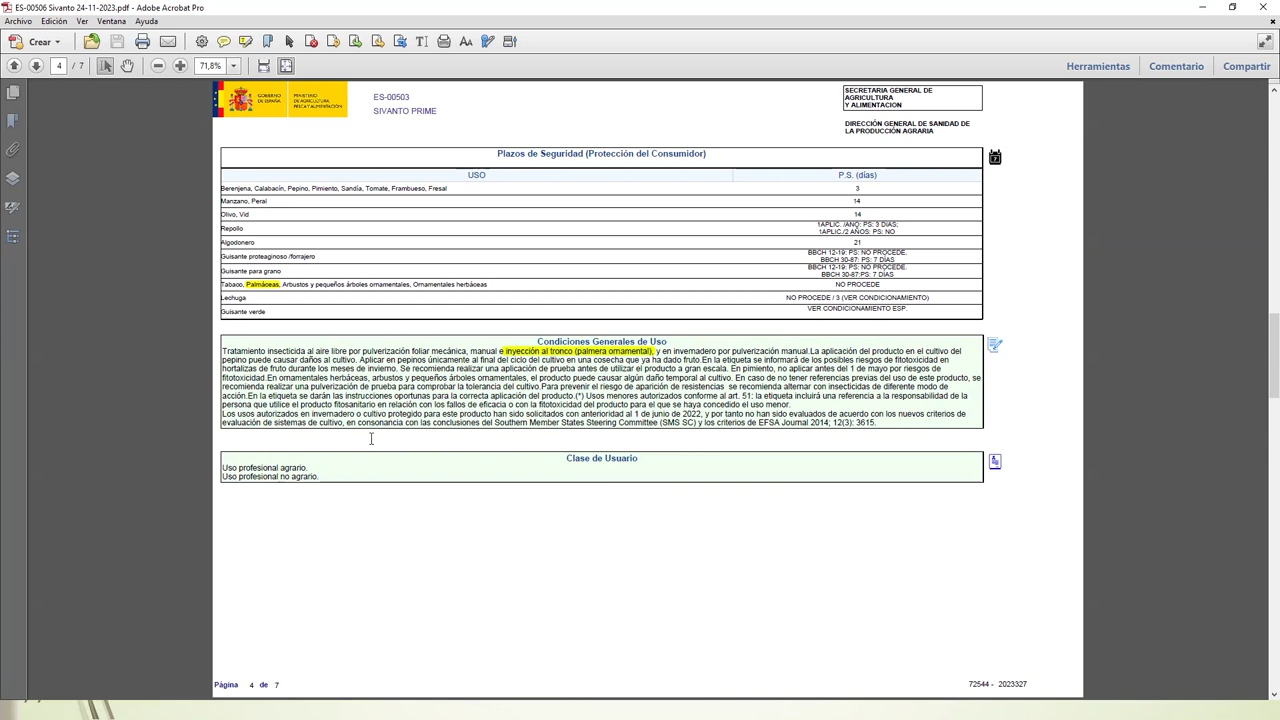 ES-00506 Sivanto 24-11-2023.pdf - Adobe Acrobat Pro
Archivo Edición Ver Ventana Ayuda
Crear
4 / 7 71,8% Herramientas Comentario Compartir
GOBIERNO DE ESPAÑA
MINISTERIO DE AGRICULTURA, PESCA Y ALIMENTACIÓN
ES-00503
SIVANTO PRIME
SECRETARIA GENERAL DE
AGRICULTURA
Y ALIMENTACION
DIRECCIÓN GENERAL DE SANIDAD DE
LA PRODUCCIÓN AGRARIA
Plazos de Seguridad (Protección del Consumidor)
USO P.S. (días)
Berenjena, Calabacín, Pepino, Pimiento, Sandía, Tomate, Frambueso, Fresal 3
Manzano, Peral 14
Olivo, Vid 14
Repollo 1APLIC. /ANO: PS: 3 DIAS;
1APLIC./2 AÑOS: PS: NO
Algodonero 21
Guisante proteaginoso /forrajero BBCH 12-19: PS: NO PROCEDE.
BBCH 30-87: PS: 7 DÍAS
Guisante para grano BBCH 12-19: PS: NO PROCEDE.
BBCH 30-87:PS: 7 DÍAS
Tabaco, Palmáceas, Arbustos y pequeños árboles ornamentales, Ornamentales herbáceas NO PROCEDE
Lechuga NO PROCEDE / 3 (VER CONDICIONAMIENTO)
Guisante verde VER CONDICIONAMIENTO ESP.
Condiciones Generales de Uso
Tratamiento insecticida al aire libre por pulverización foliar mecánica, manual e inyección al tronco (palmera ornamental), y en invernadero por pulverización manual.La aplicación del producto en el cultivo del
pepino puede causar daños al cultivo. Aplicar en pepinos únicamente al final del ciclo del cultivo en una cosecha que ya ha dado fruto.En la etiqueta se informará de los posibles riesgos de fitotoxicidad en
hortalizas de fruto durante los meses de invierno. Se recomienda realizar una aplicación de prueba antes de utilizar el producto a gran escala. En pimiento, no aplicar antes del 1 de mayo por riesgos de
fitotoxicidad.En ornamentales herbáceas, arbustos y pequeños árboles ornamentales, el producto puede causar algún daño temporal al cultivo. En caso de no tener referencias previas del uso de este producto, se
recomienda realizar una pulverización de prueba para comprobar la tolerancia del cultivo.Para prevenir el riesgo de aparición de resistencias se recomienda alternar con insecticidas de diferente modo de
acción.En la etiqueta se darán las instrucciones oportunas para la correcta aplicación del producto.(*) Usos menores autorizados conforme al art. 51: la etiqueta incluirá una referencia a la responsabilidad de la
persona que utilice el producto fitosanitario en relación con los fallos de eficacia o con la fitotoxicidad del producto para el que se haya concedido el uso menor.
Los usos autorizados en invernadero o cultivo protegido para este producto han sido solicitados con anterioridad al 1 de junio de 2022, y por tanto no han sido evaluados de acuerdo con los nuevos criterios de
evaluación de sistemas de cultivo, en consonancia con las conclusiones del Southern Member States Steering Committee (SMS SC) y los criterios de EFSA Journal 2014; 12(3): 3615.
Clase de Usuario
Uso profesional agrario.
Uso profesional no agrario.
Página 4 de 7 72544 - 2023327